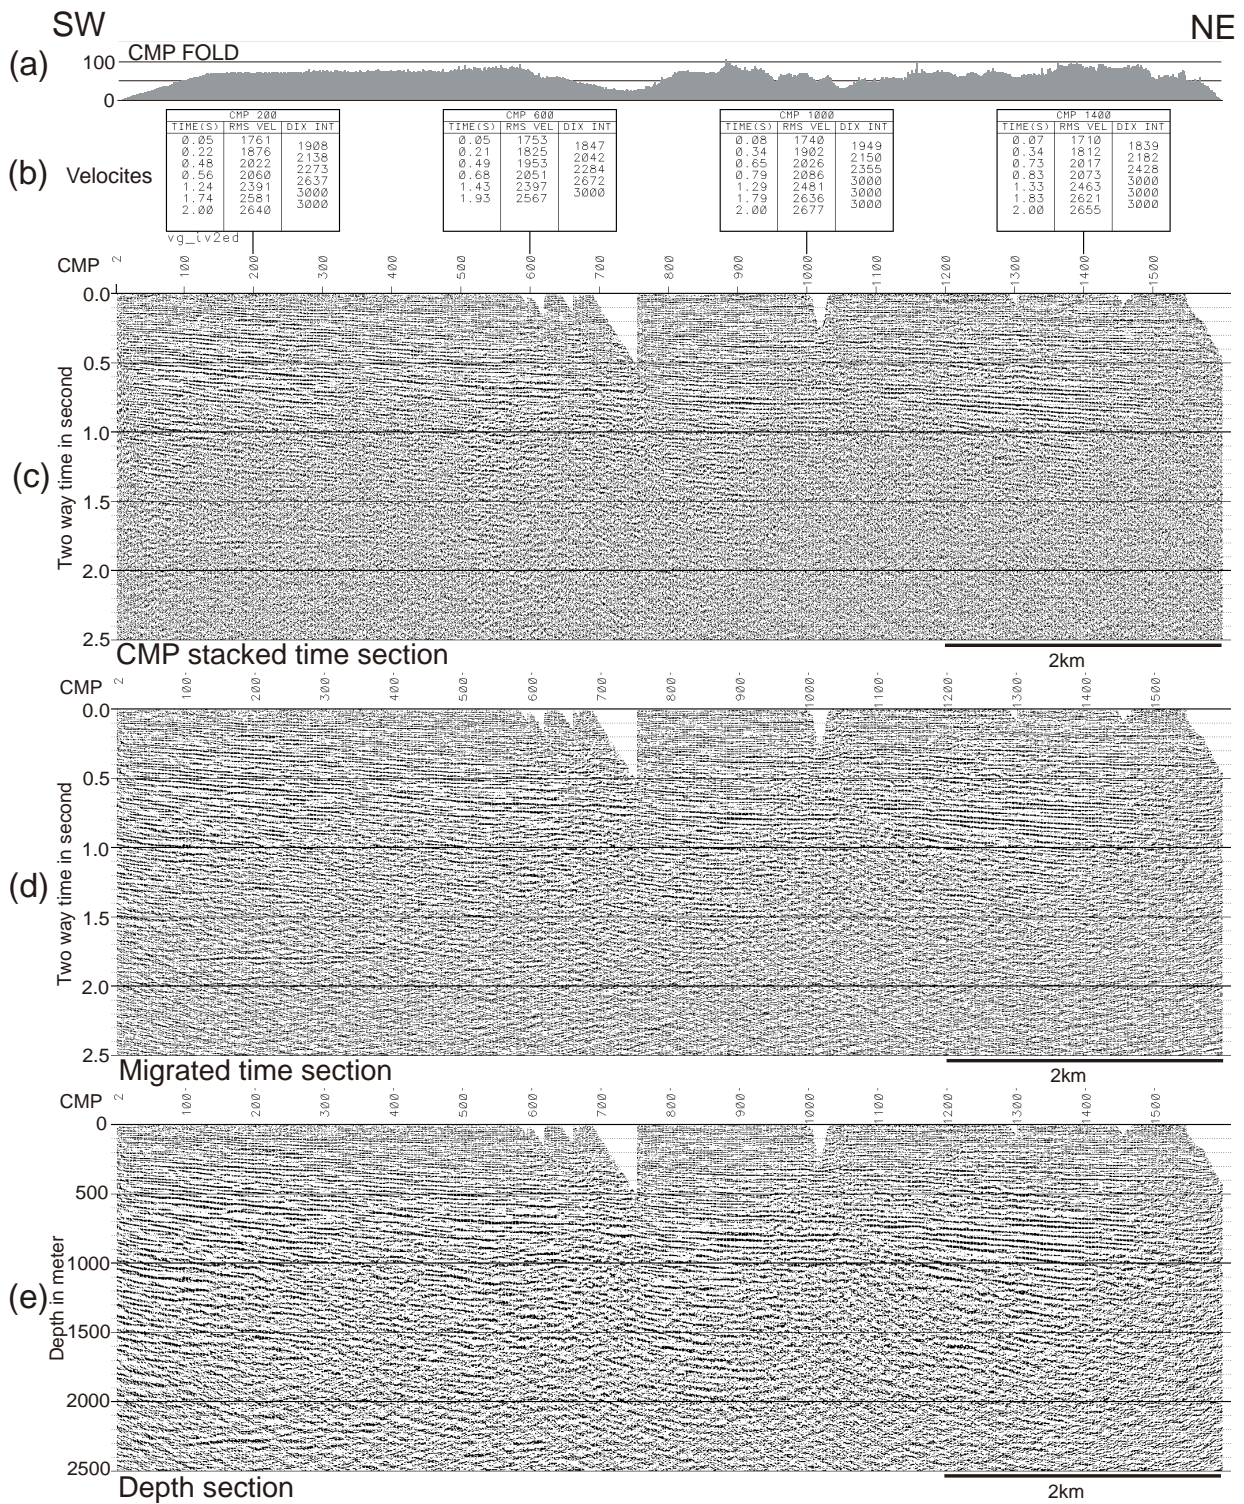 SW
NE
(a)
CMP FOLD
100
0
(b)
Velocites
CMP 200
TIME(S) RMS VEL DIX INT
0.05 1761
1908
0.22 1876
2138
0.48 2022
2273
0.56 2060
2637
1.24 2391
3000
1.74 2581
3000
2.00 2640
vg_iv2ed
CMP 600
TIME(S) RMS VEL DIX INT
0.05 1753
1847
0.21 1825
2042
0.49 1953
2284
0.68 2051
2672
1.43 2397
3000
1.93 2567
CMP 1000
TIME(S) RMS VEL DIX INT
0.08 1740
1949
0.34 1902
2150
0.65 2026
2355
0.79 2086
3000
1.29 2481
3000
1.79 2636
3000
2.00 2677
CMP 1400
TIME(S) RMS VEL DIX INT
0.07 1710
1839
0.34 1812
2182
0.73 2017
2428
0.83 2073
3000
1.33 2463
3000
1.83 2621
3000
2.00 2655
CMP 2 100 200 300 400 500 600 700 800 900 1000 1100 1200 1300 1400 1500
0.0
0.5
1.0
1.5
2.0
2.5
Two way time in second
(c)
CMP stacked time section
2km
CMP 2 100 200 300 400 500 600 700 800 900 1000 1100 1200 1300 1400 1500
0.0
0.5
1.0
1.5
2.0
2.5
Two way time in second
(d)
Migrated time section
2km
CMP 2 100 200 300 400 500 600 700 800 900 1000 1100 1200 1300 1400 1500
0
500
1000
1500
2000
2500
Depth in meter
(e)
Depth section
2km